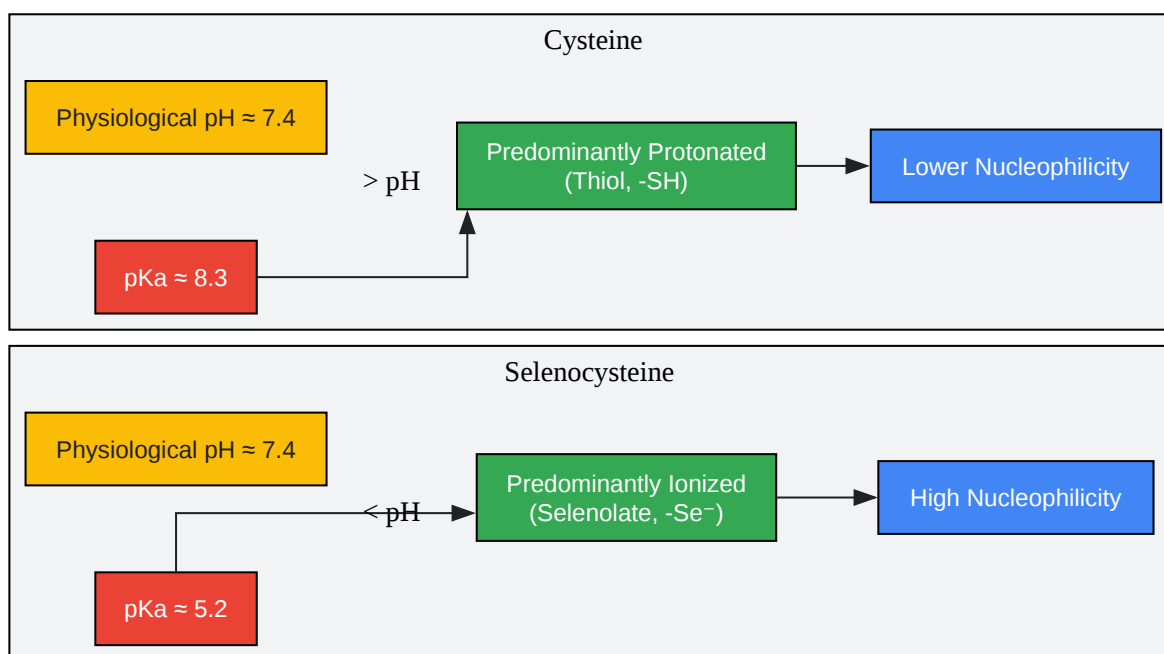 Cysteine
Physiological pH ≈ 7.4
> pH
Predominantly Protonated
(Thiol, -SH)
Lower Nucleophilicity
pKa ≈ 8.3
Selenocysteine
Physiological pH ≈ 7.4
< pH
Predominantly Ionized
(Selenolate, -Se⁻)
High Nucleophilicity
pKa ≈ 5.2